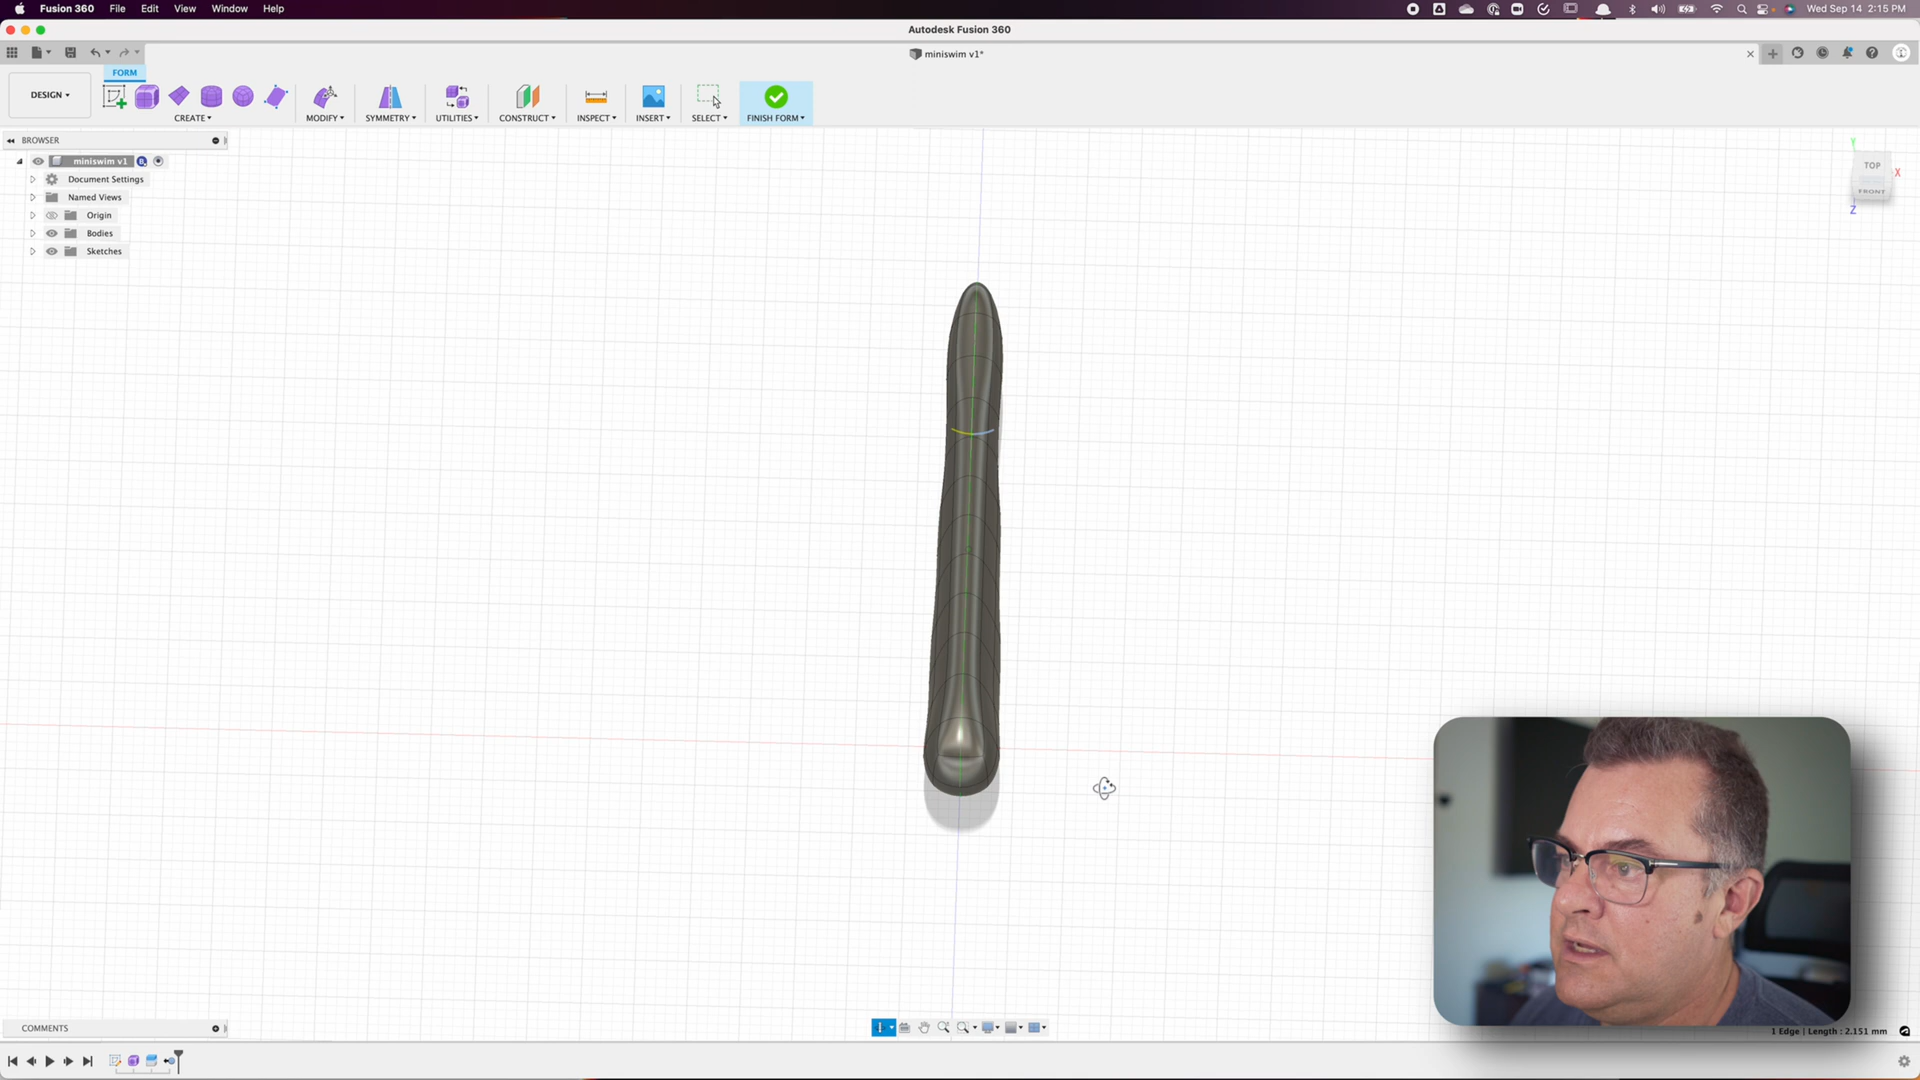 Fusion 360 File Edit View Window Help Wed Sep 14 2:15 PM
Autodesk Fusion 360
miniswim v1*
FORM
DESIGN
CREATE MODIFY SYMMETRY UTILITIES CONSTRUCT INSPECT INSERT SELECT FINISH FORM
BROWSER
miniswim v1
Document Settings
Named Views
Origin
Bodies
Sketches
Y
TOP
X
FRONT
Z
COMMENTS
1 Edge | Length : 2.151 mm